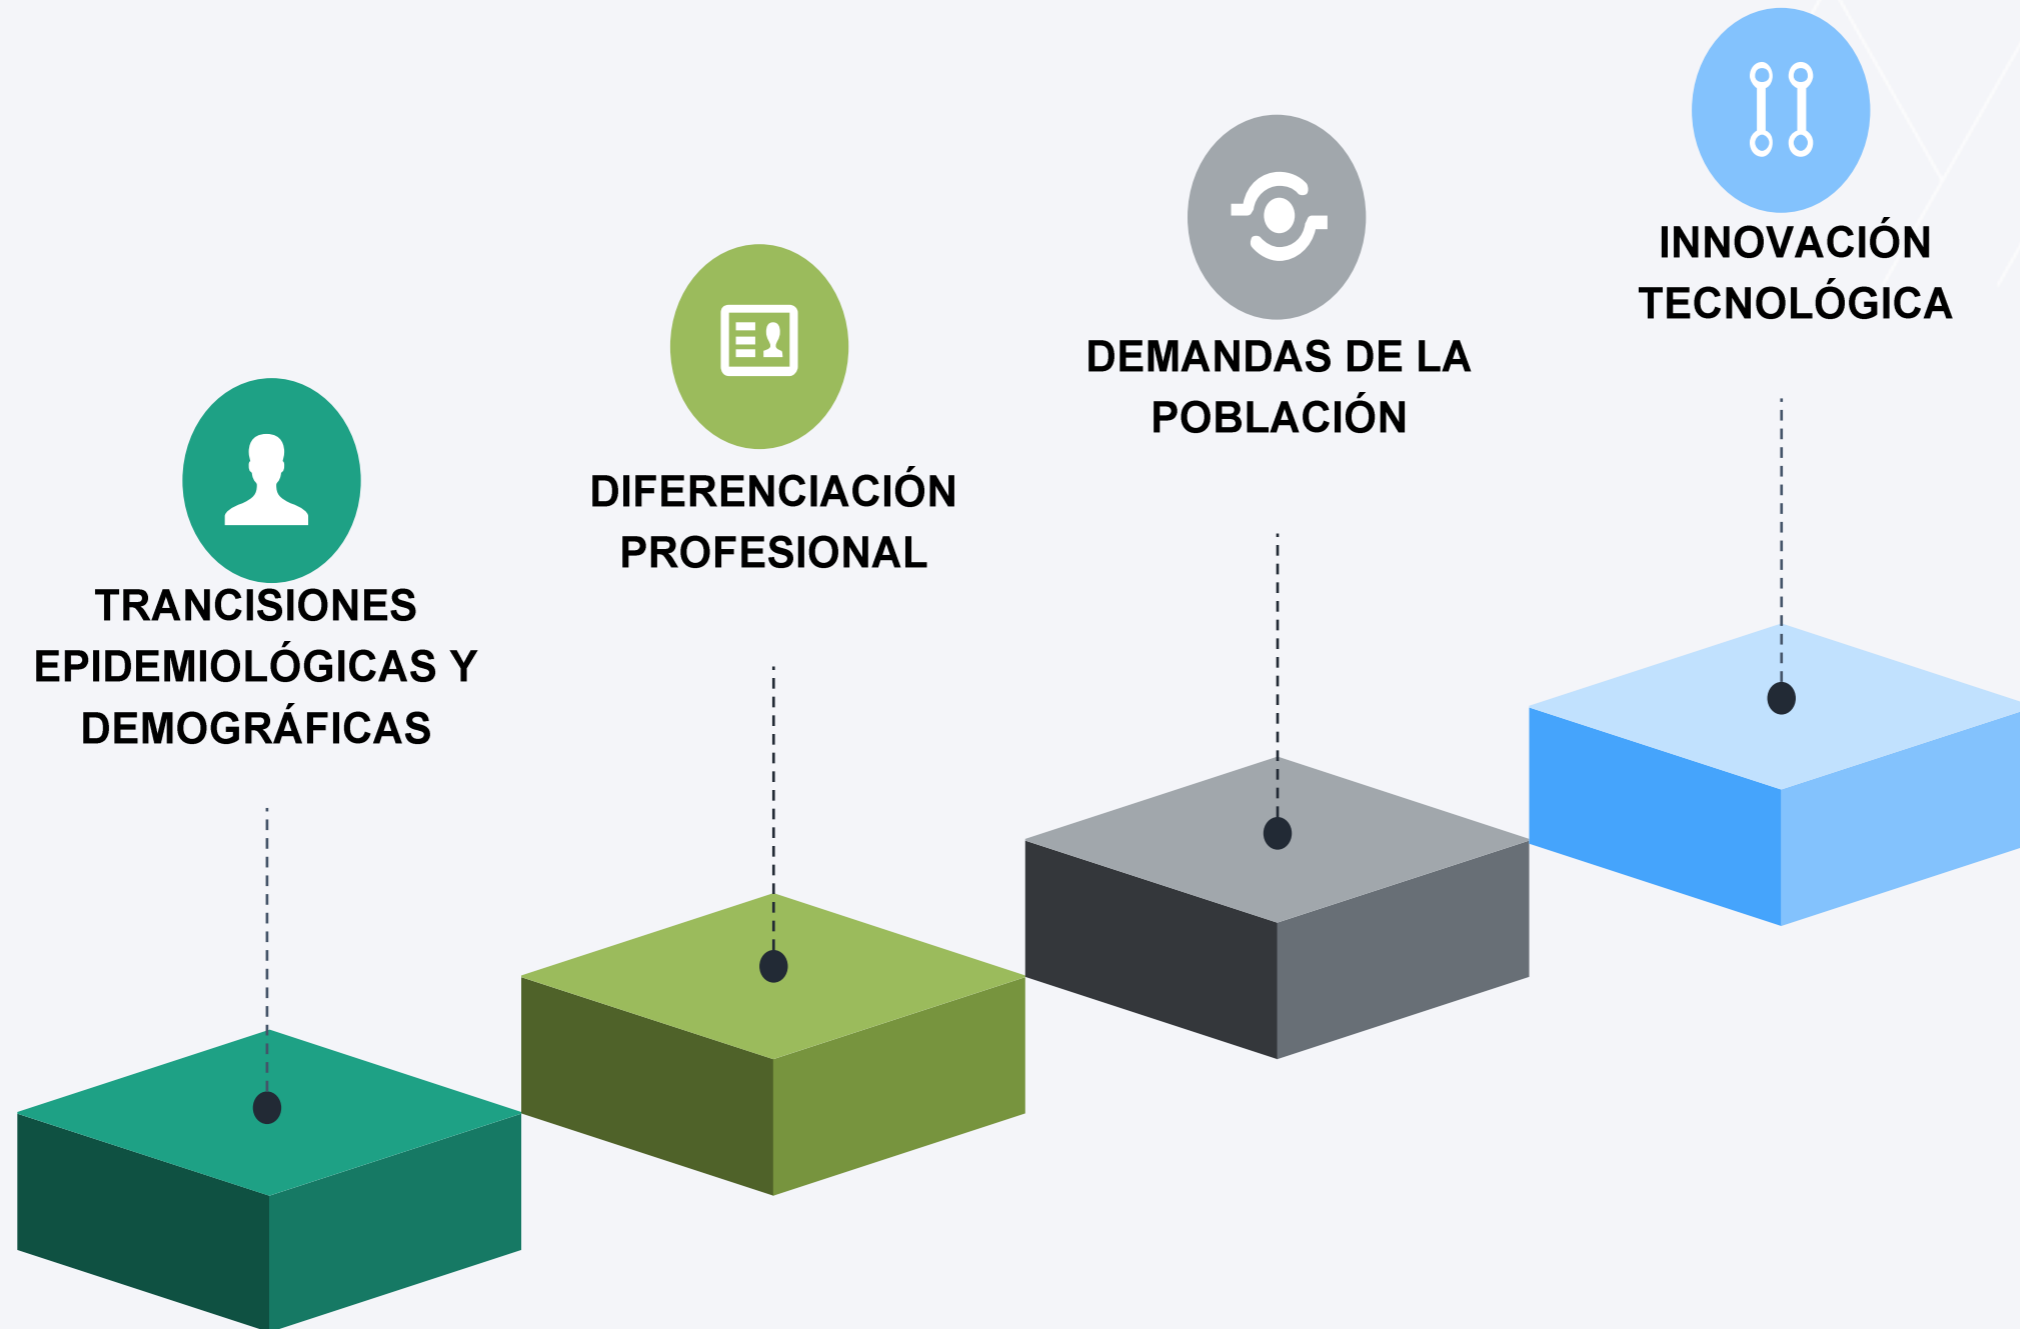 TRANCISIONES
EPIDEMIOLÓGICAS Y
DEMOGRÁFICAS
DIFERENCIACIÓN
PROFESIONAL
DEMANDAS DE LA
POBLACIÓN
INNOVACIÓN
TECNOLÓGICA